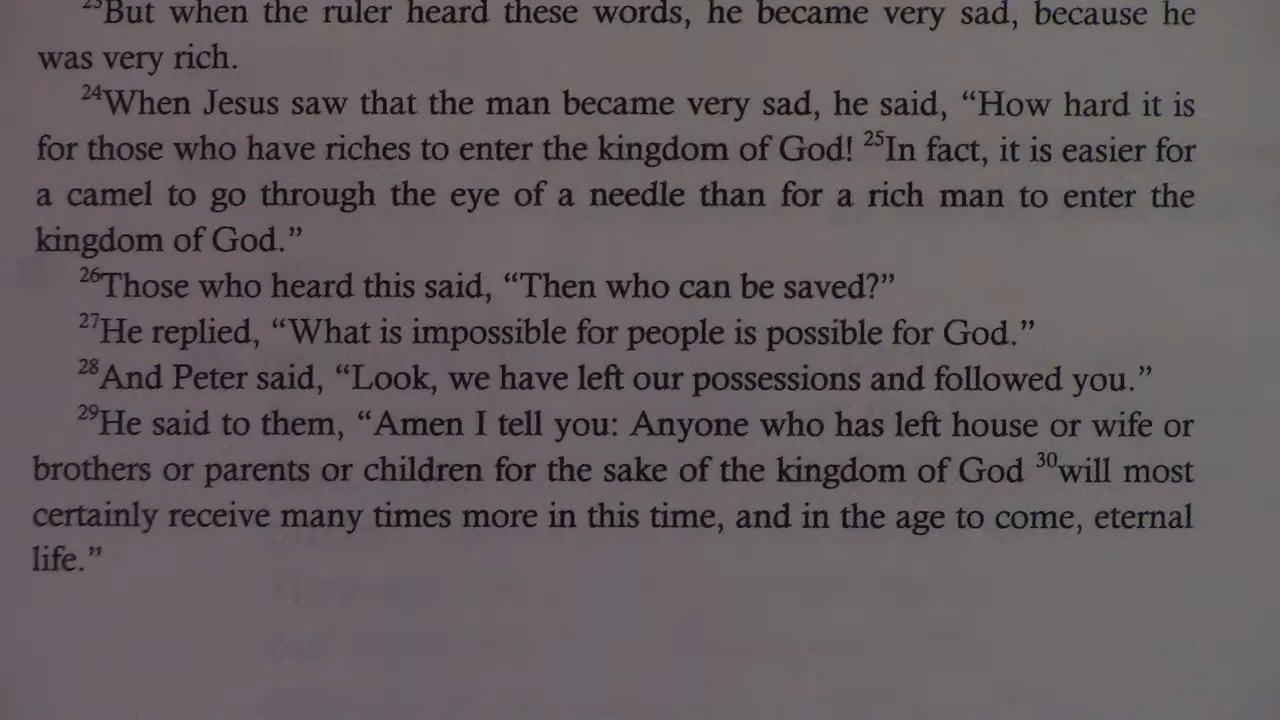 ²³But when the ruler heard these words, he became very sad, because he
was very rich.
²⁴When Jesus saw that the man became very sad, he said, “How hard it is
for those who have riches to enter the kingdom of God! ²⁵In fact, it is easier for
a camel to go through the eye of a needle than for a rich man to enter the
kingdom of God.”
²⁶Those who heard this said, “Then who can be saved?”
²⁷He replied, “What is impossible for people is possible for God.”
²⁸And Peter said, “Look, we have left our possessions and followed you.”
²⁹He said to them, “Amen I tell you: Anyone who has left house or wife or
brothers or parents or children for the sake of the kingdom of God ³⁰will most
certainly receive many times more in this time, and in the age to come, eternal
life.”